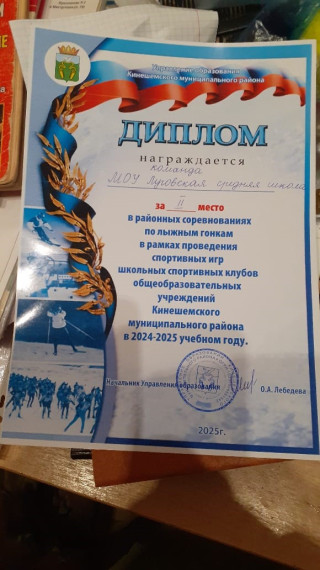 Управление образования
Кинешемского муниципального района
ДИПЛОМ
награждается
команда
МОУ Луговская средняя школа
за II место
в районных соревнованиях
по лыжным гонкам
в рамках проведения
спортивных игр
школьных спортивных клубов
общеобразовательных
учреждений
Кинешемского
муниципального района
в 2024-2025 учебном году.
Начальник Управления образования
О.А. Лебедева
2025г.